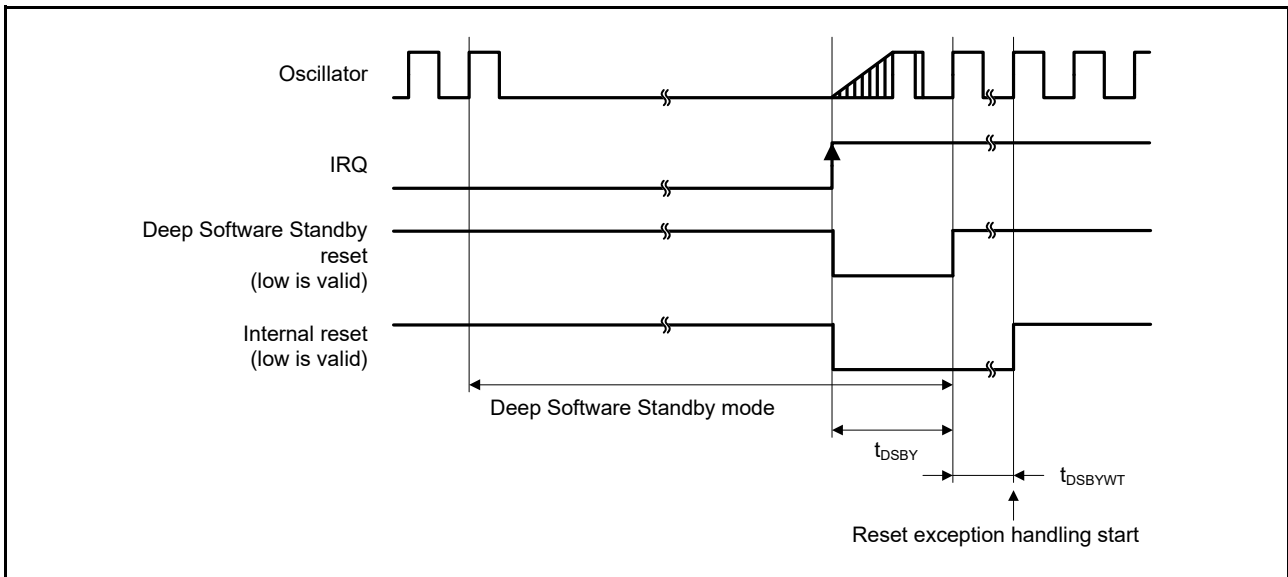 Oscillator
IRQ
Deep Software Standby
reset
(low is valid)
Internal reset
(low is valid)
Deep Software Standby mode
tDSBY
tDSBYWT
Reset exception handling start